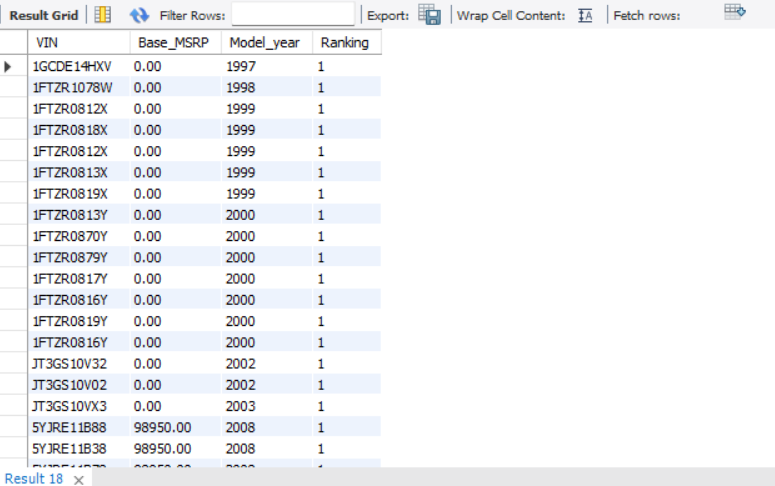 Result Grid Filter Rows: Export: Wrap Cell Content: Fetch rows:
VIN Base_MSRP Model_year Ranking
1GCDE14HXV 0.00 1997 1
1FTZR1078W 0.00 1998 1
1FTZR0812X 0.00 1999 1
1FTZR0818X 0.00 1999 1
1FTZR0812X 0.00 1999 1
1FTZR0813X 0.00 1999 1
1FTZR0819X 0.00 1999 1
1FTZR0813Y 0.00 2000 1
1FTZR0870Y 0.00 2000 1
1FTZR0879Y 0.00 2000 1
1FTZR0817Y 0.00 2000 1
1FTZR0816Y 0.00 2000 1
1FTZR0819Y 0.00 2000 1
1FTZR0816Y 0.00 2000 1
JT3GS10V32 0.00 2002 1
JT3GS10V02 0.00 2002 1
JT3GS10VX3 0.00 2003 1
5YJRE11B88 98950.00 2008 1
5YJRE11B38 98950.00 2008 1
Result 18